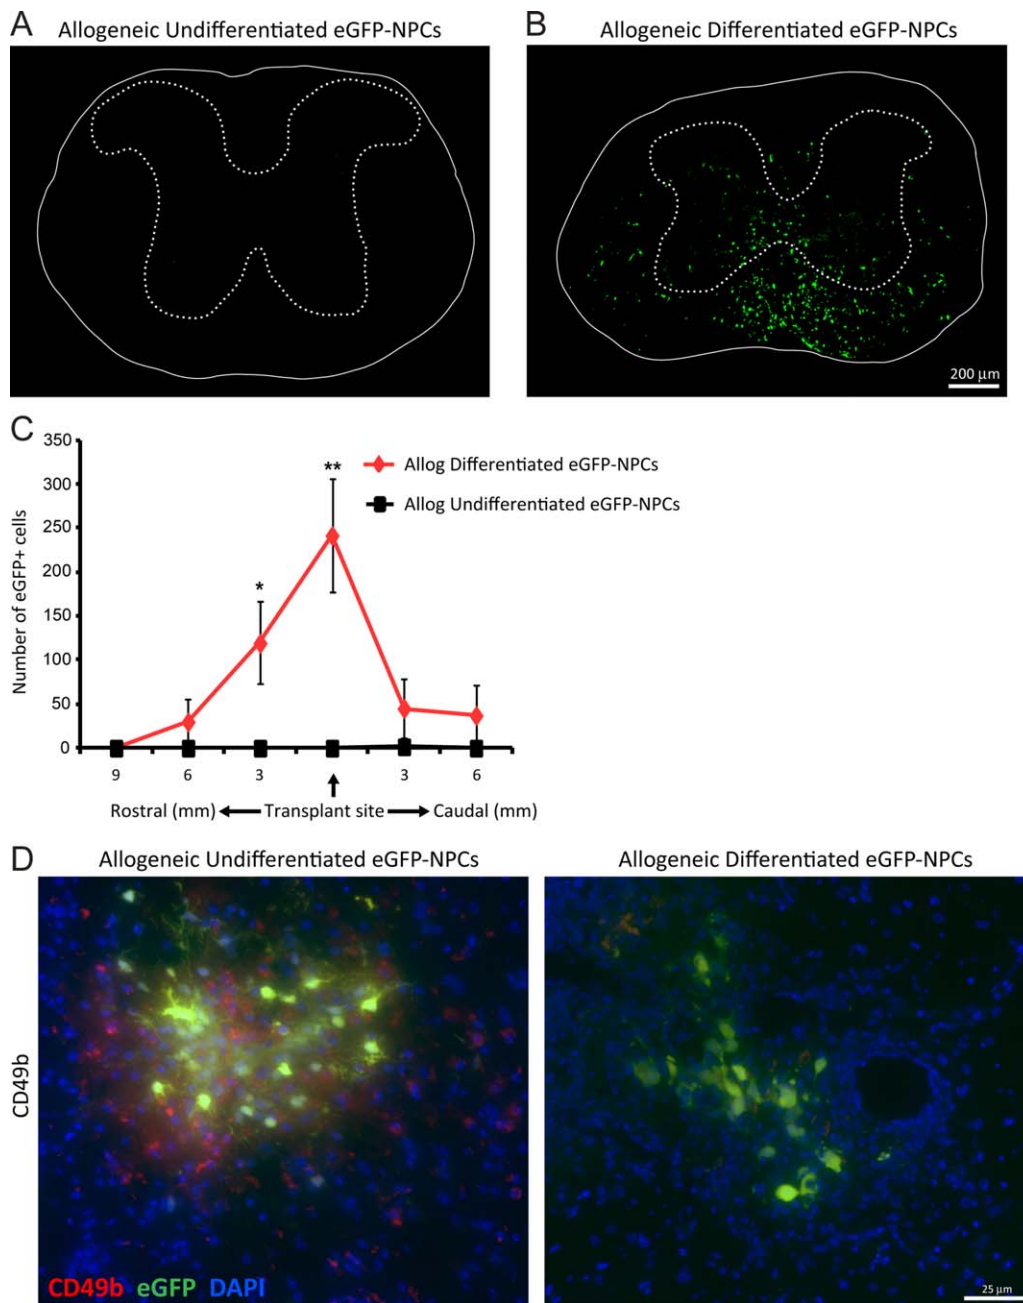 A
Allogeneic Undifferentiated eGFP-NPCs
B
Allogeneic Differentiated eGFP-NPCs
200 µm
C
350
300
250
200
150
100
50
0
Number of eGFP+ cells
*
**
Allog Differentiated eGFP-NPCs
Allog Undifferentiated eGFP-NPCs
9 6 3 3 6
Rostral (mm) Transplant site Caudal (mm)
D
Allogeneic Undifferentiated eGFP-NPCs
Allogeneic Differentiated eGFP-NPCs
CD49b
CD49b eGFP DAPI
25 µm